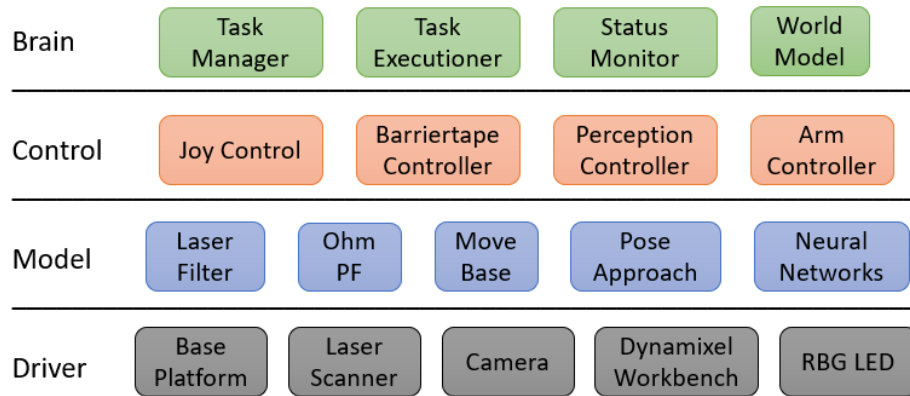 Brain
Task
Manager
Task
Executioner
Status
Monitor
World
Model
Control
Joy Control
Barriertape
Controller
Perception
Controller
Arm
Controller
Model
Laser
Filter
Ohm
PF
Move
Base
Pose
Approach
Neural
Networks
Driver
Base
Platform
Laser
Scanner
Camera
Dynamixel
Workbench
RBG LED